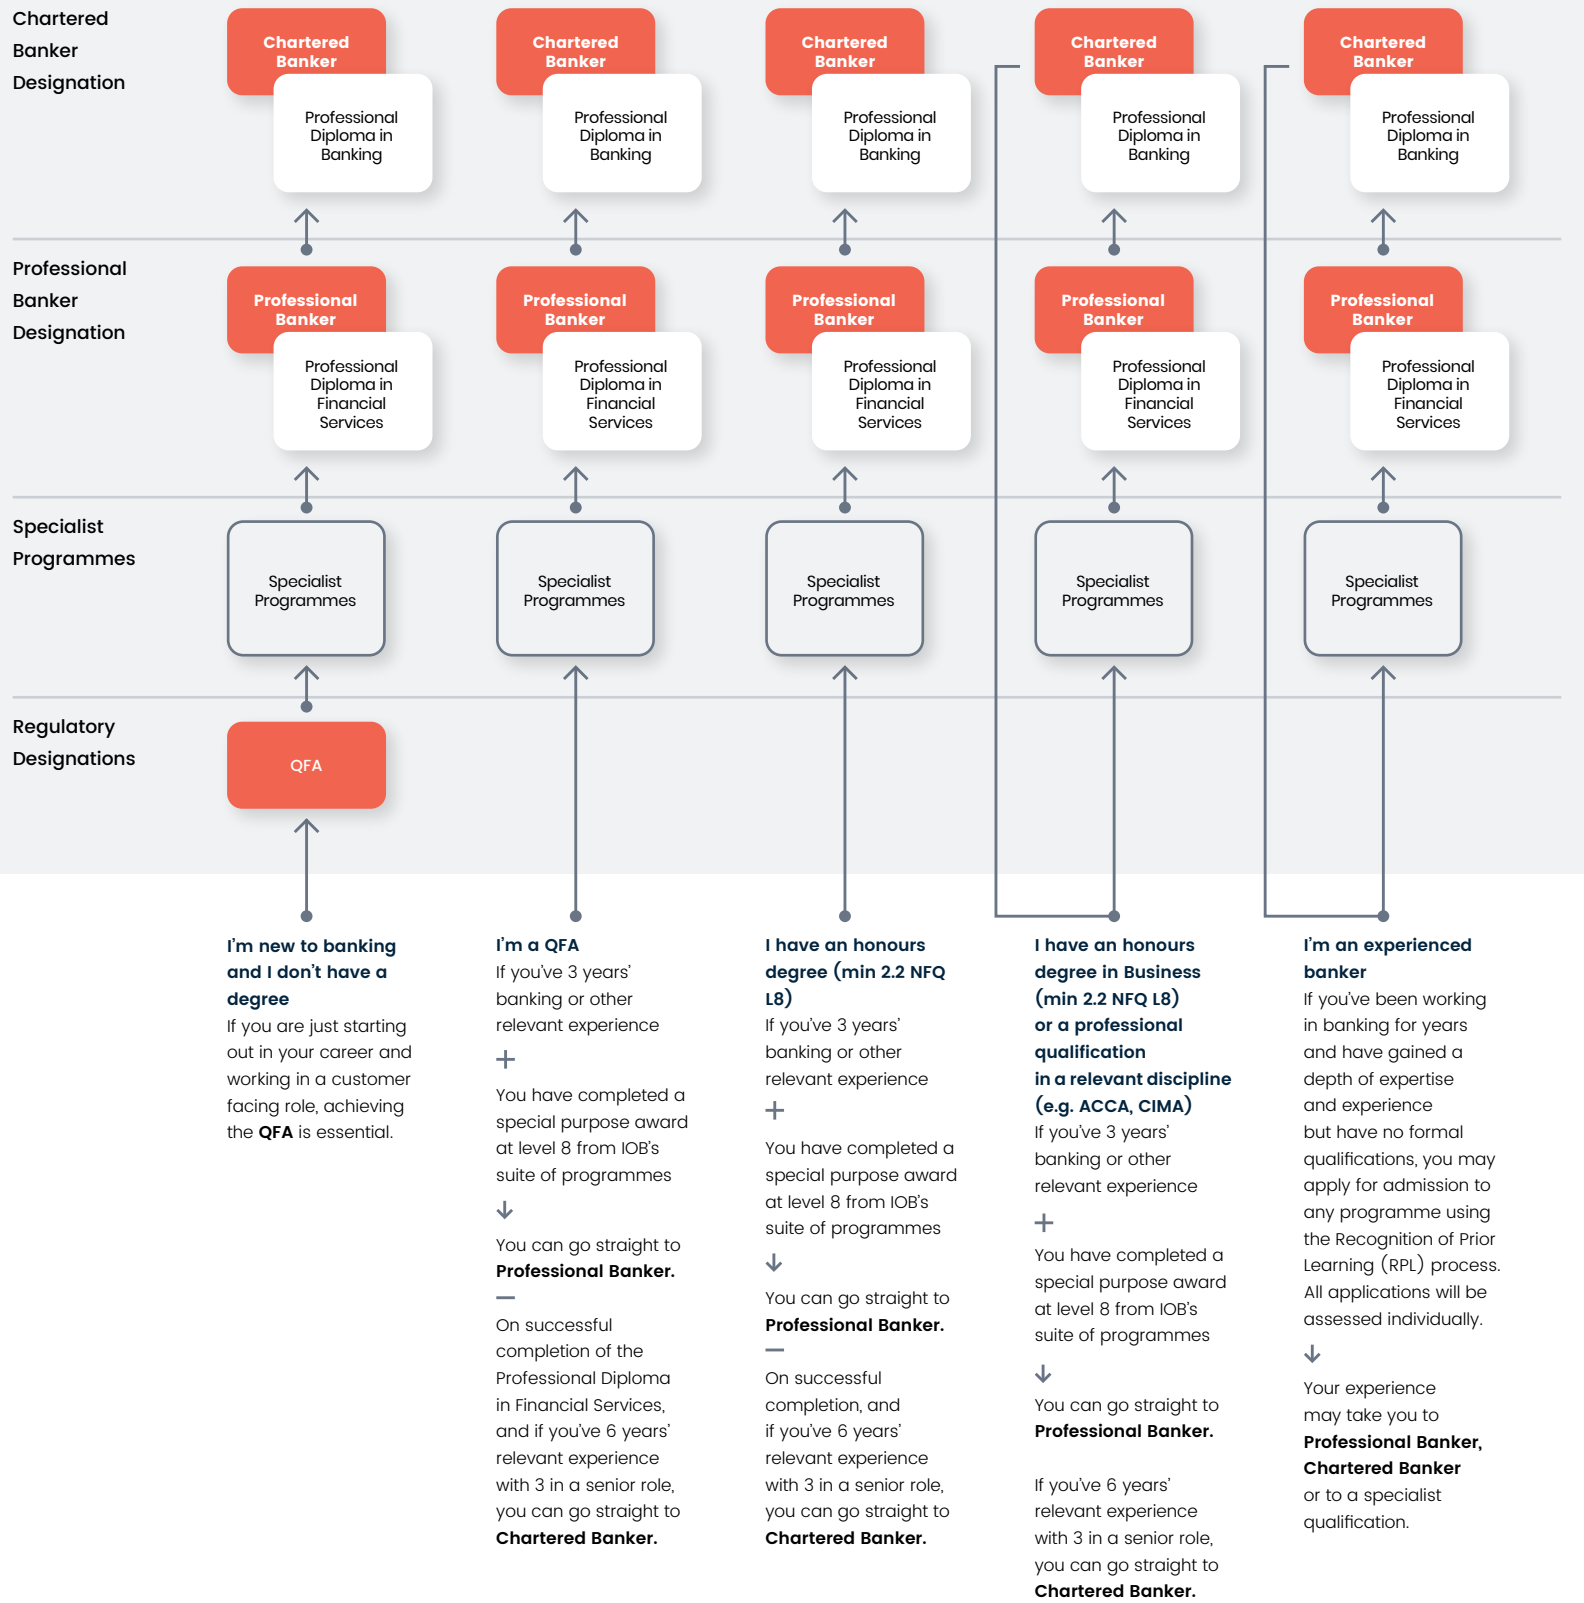 Chartered
Banker
Designation
Chartered
Banker
Professional
Diploma in
Banking
Chartered
Banker
Professional
Diploma in
Banking
Chartered
Banker
Professional
Diploma in
Banking
Chartered
Banker
Professional
Diploma in
Banking
Chartered
Banker
Professional
Diploma in
Banking
Professional
Banker
Designation
Professional
Banker
Professional
Diploma in
Financial
Services
Professional
Banker
Professional
Diploma in
Financial
Services
Professional
Banker
Professional
Diploma in
Financial
Services
Professional
Banker
Professional
Diploma in
Financial
Services
Professional
Banker
Professional
Diploma in
Financial
Services
Specialist
Programmes
Specialist
Programmes
Specialist
Programmes
Specialist
Programmes
Specialist
Programmes
Specialist
Programmes
Regulatory
Designations
QFA
I’m new to banking
and I don’t have a
degree
If you are just starting
out in your career and
working in a customer
facing role, achieving
the QFA is essential.
I’m a QFA
If you’ve 3 years’
banking or other
relevant experience
+
You have completed a
special purpose award
at level 8 from IOB’s
suite of programmes
You can go straight to
Professional Banker.
On successful
completion of the
Professional Diploma
in Financial Services,
and if you’ve 6 years’
relevant experience
with 3 in a senior role,
you can go straight to
Chartered Banker.
I have an honours
degree (min 2.2 NFQ
L8)
If you’ve 3 years’
banking or other
relevant experience
+
You have completed a
special purpose award
at level 8 from IOB’s
suite of programmes
You can go straight to
Professional Banker.
On successful
completion, and
if you’ve 6 years’
relevant experience
with 3 in a senior role,
you can go straight to
Chartered Banker.
I have an honours
degree in Business
(min 2.2 NFQ L8)
or a professional
qualification
in a relevant discipline
(e.g. ACCA, CIMA)
If you’ve 3 years’
banking or other
relevant experience
+
You have completed a
special purpose award
at level 8 from IOB’s
suite of programmes
You can go straight to
Professional Banker.
If you’ve 6 years’
relevant experience
with 3 in a senior role,
you can go straight to
Chartered Banker.
I’m an experienced
banker
If you’ve been working
in banking for years
and have gained a
depth of expertise
and experience
but have no formal
qualifications, you may
apply for admission to
any programme using
the Recognition of Prior
Learning (RPL) process.
All applications will be
assessed individually.
Your experience
may take you to
Professional Banker,
Chartered Banker
or to a specialist
qualification.